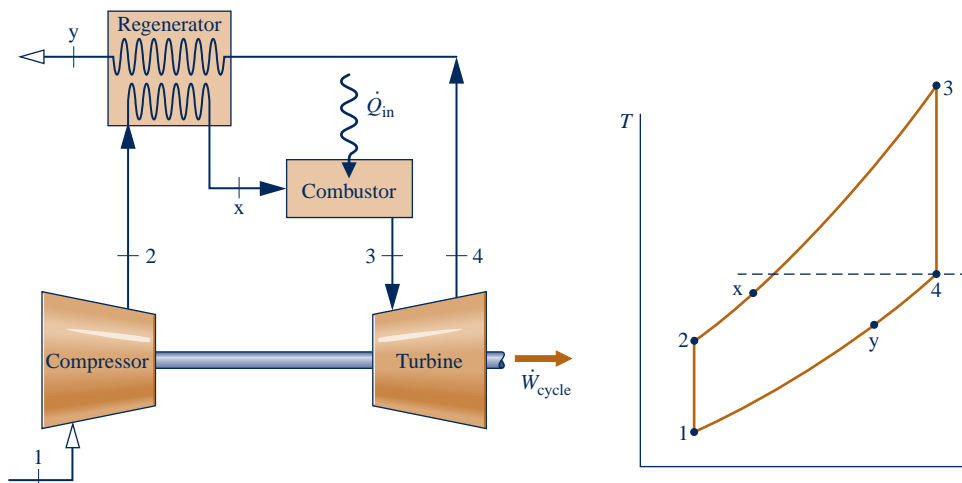 y
Regenerator
Q̇in
x
Combustor
2
3
4
Compressor
Turbine
Ẇcycle
1
T
3
x
4
2
y
1